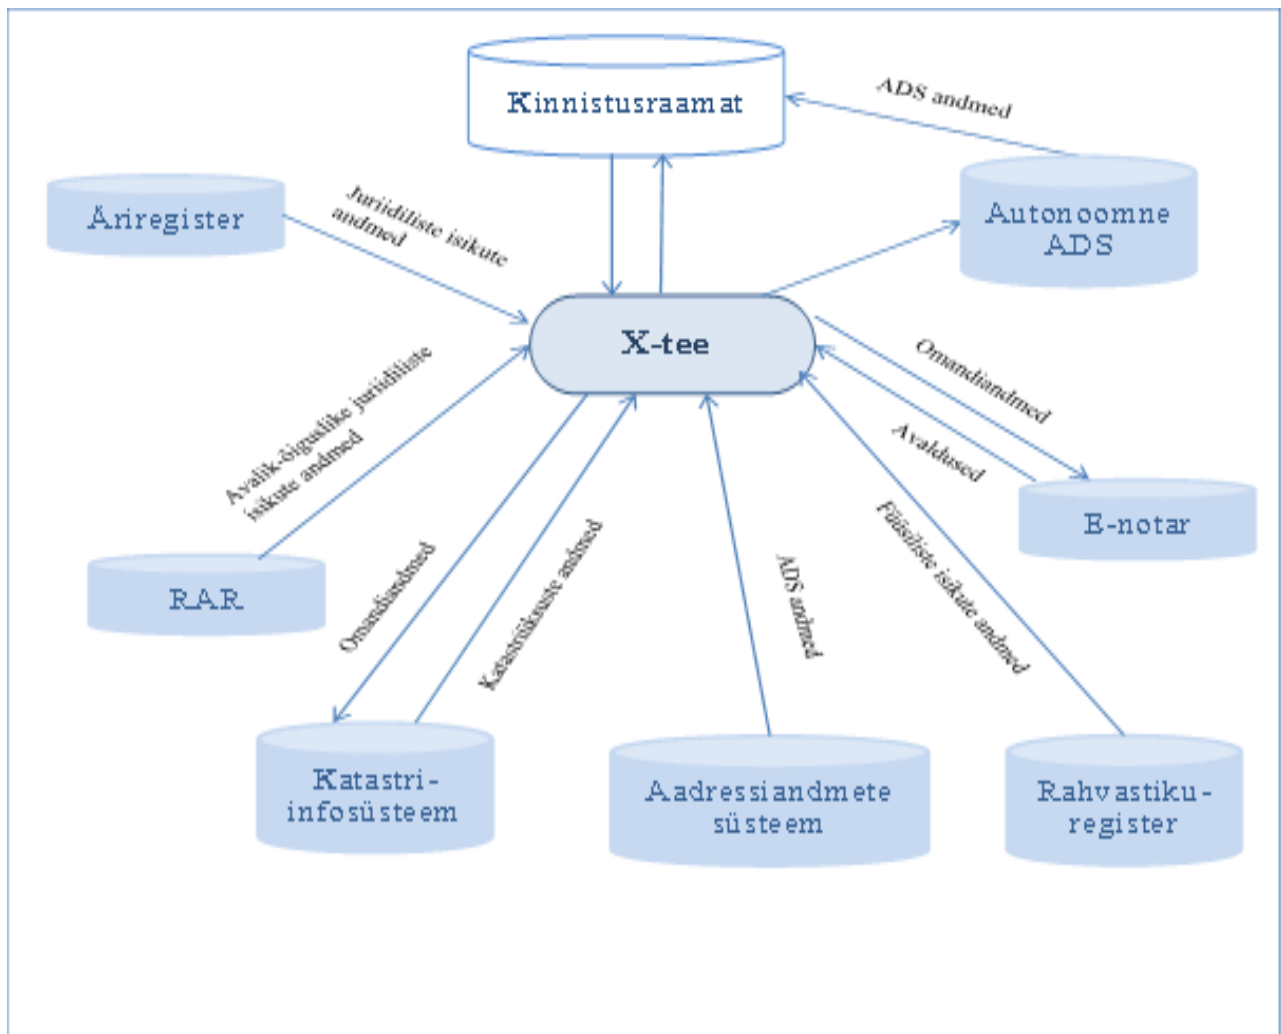 Kinnistusraamat
ADS andmed
Äriregister
Juriidiliste isikute
andmed
Autonoomne
ADS
X-tee
Omandiandmed
Avaldused
E-notar
Avalik-õiguslike juriidiliste
isikute andmed
RAR
Omandiandmed
Katastriüksuste andmed
ADS andmed
Füüsiliste isikute andmed
Katastri-
infosüsteem
Aadressiandmete
süsteem
Rahvastiku-
register